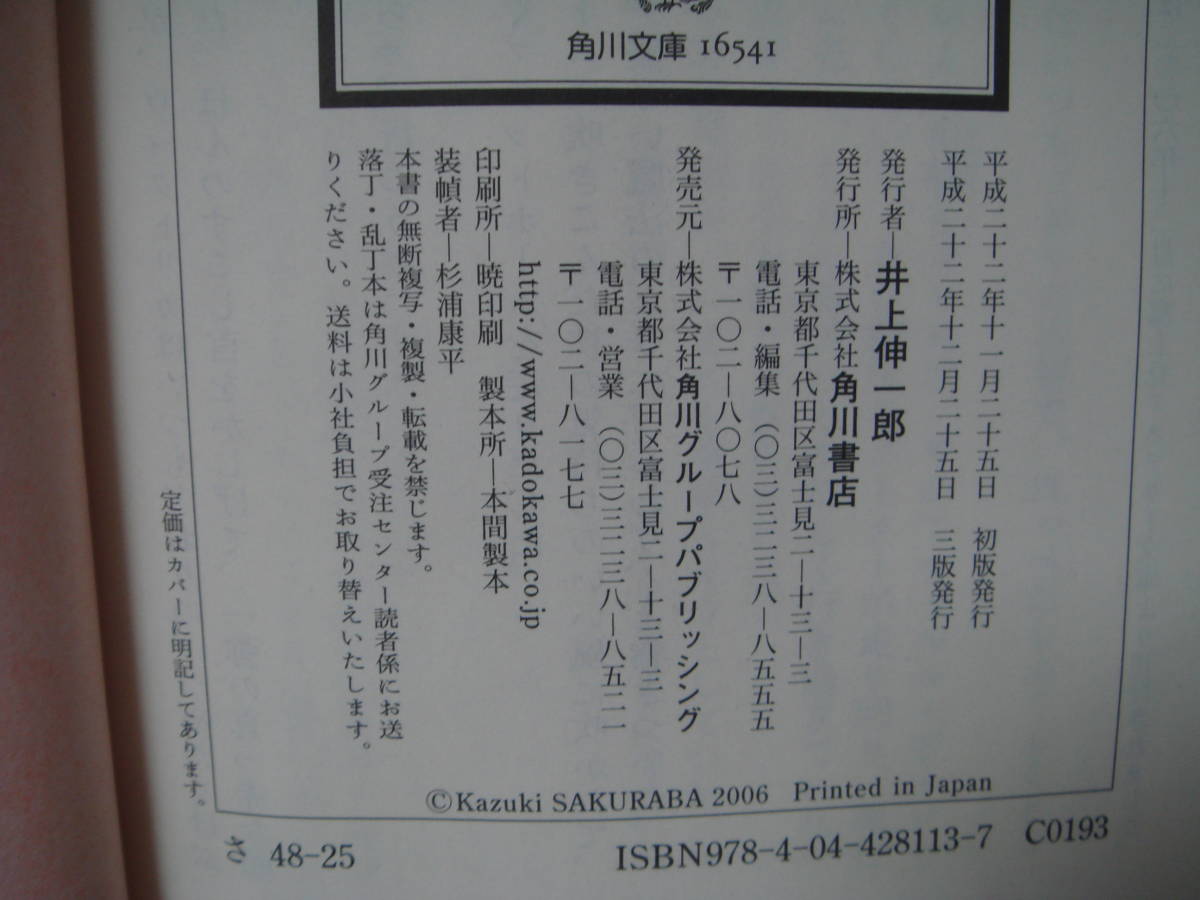 角川文庫 16541
平成二十二年十一月二十五日　初版発行
平成二十二年十二月二十五日　三版発行
発行者—井上伸一郎
発行所—株式会社角川書店
東京都千代田区富士見二—十三—三
電話・編集 (〇三)三二三八—八五五五
〒一〇二—八〇七八
発売元—株式会社角川グループパブリッシング
東京都千代田区富士見二—十三—三
電話・営業 (〇三)三二三八—八五二一
〒一〇二—八一七七
http://www.kadokawa.co.jp
印刷所—暁印刷　製本所—本間製本
装幀者—杉浦康平
本書の無断複写・複製・転載を禁じます。
落丁・乱丁本は角川グループ受注センター読者係にお送
りください。送料は小社負担でお取り替えいたします。
定価はカバーに明記してあります。
©Kazuki SAKURABA 2006 Printed in Japan
さ 48-25
ISBN978-4-04-428113-7 C0193